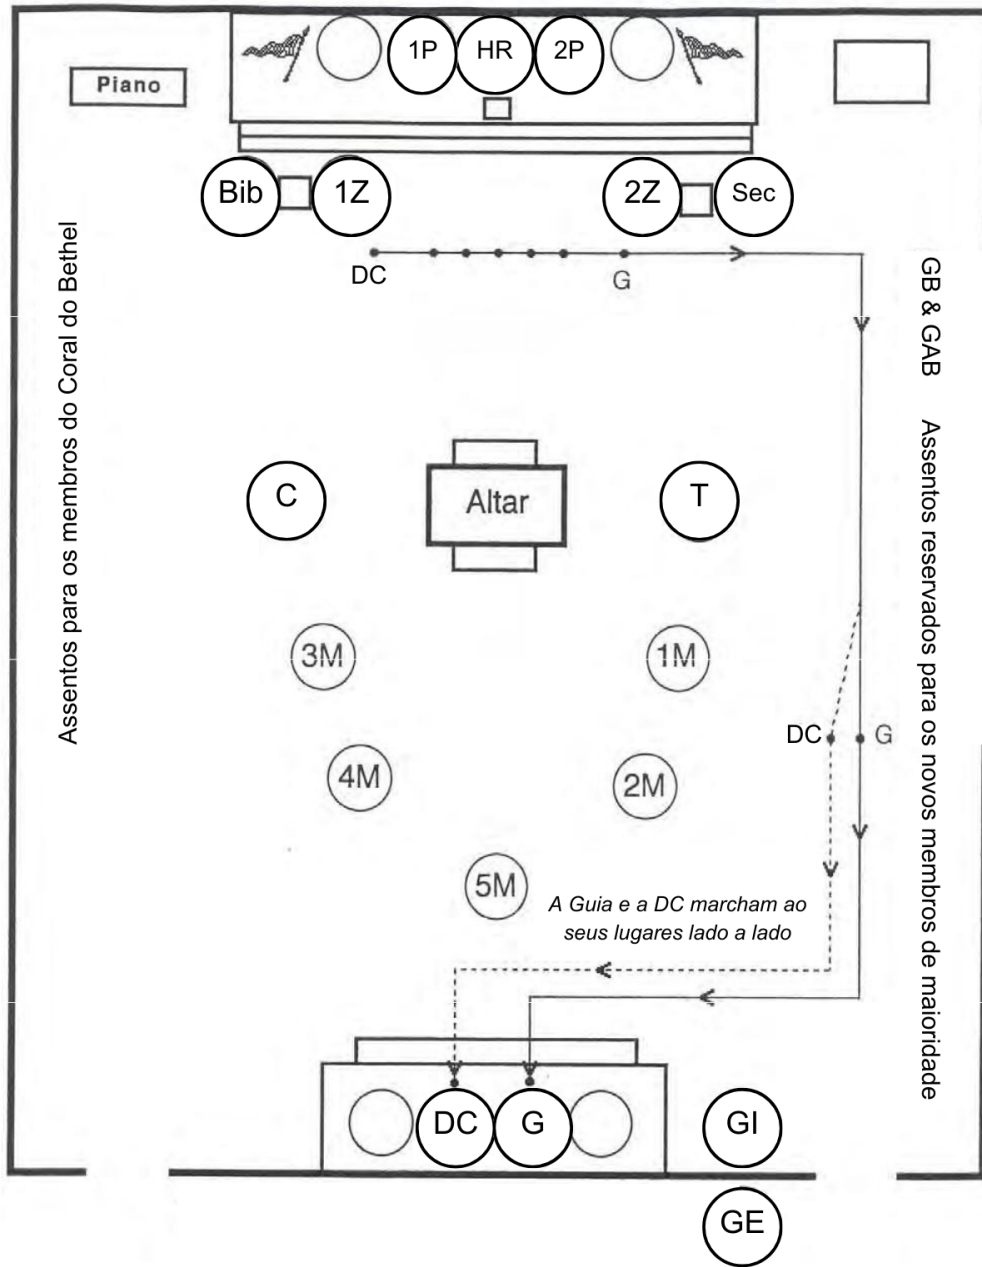 1P
HR
2P
Piano
Bib
1Z
2Z
Sec
DC
G
Assentos para os membros do Coral do Bethel
GB & GAB   Assentos reservados para os novos membros de maioridade
C
Altar
T
3M
1M
DC
G
4M
2M
5M
A Guia e a DC marcham ao
seus lugares lado a lado
DC
G
GI
GE